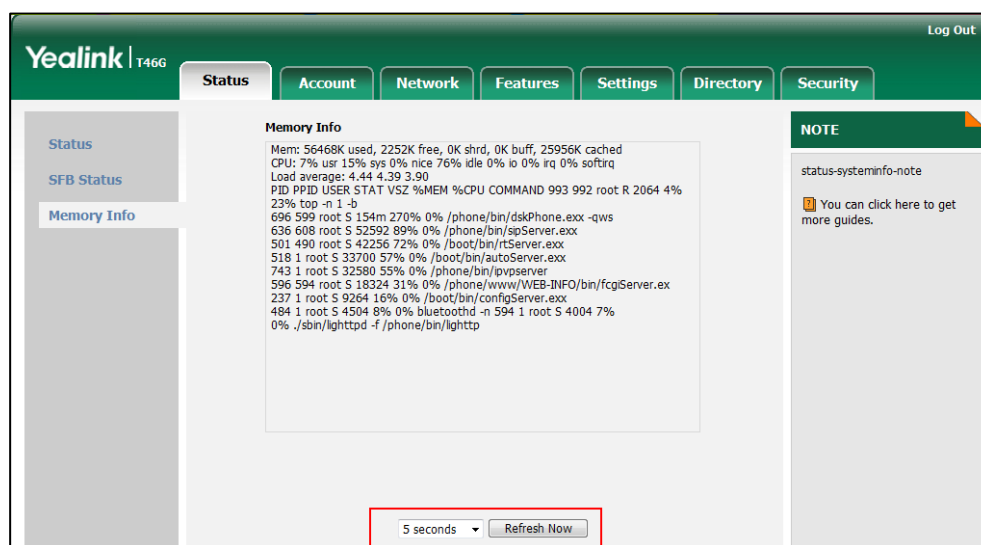 Log Out
Yealink | T46G
Status Account Network Features Settings Directory Security
Status
SFB Status
Memory Info
Memory Info
Mem: 56468K used, 2252K free, 0K shrd, 0K buff, 25956K cached
CPU: 7% usr 15% sys 0% nice 76% idle 0% io 0% irq 0% softirq
Load average: 4.44 4.39 3.90
PID PPID USER STAT VSZ %MEM %CPU COMMAND 993 992 root R 2064 4%
23% top -n 1 -b
696 599 root S 154m 270% 0% /phone/bin/dskPhone.exx -qws
636 608 root S 52592 89% 0% /phone/bin/sipServer.exx
501 490 root S 42256 72% 0% /boot/bin/rtServer.exx
518 1 root S 33700 57% 0% /boot/bin/autoServer.exx
743 1 root S 32580 55% 0% /phone/bin/ipvpserver
596 594 root S 18324 31% 0% /phone/www/WEB-INFO/bin/fcgiServer.ex
237 1 root S 9264 16% 0% /boot/bin/configServer.exx
484 1 root S 4504 8% 0% bluetoothd -n 594 1 root S 4004 7%
0% ./sbin/lighttpd -f /phone/bin/lighttp
5 seconds Refresh Now
NOTE
status-systeminfo-note
You can click here to get
more guides.